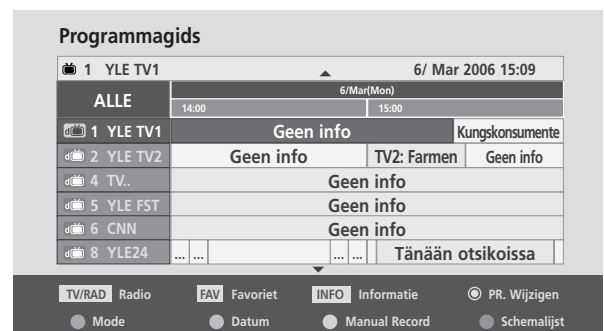 Programmagids
1 YLE TV1 6/ Mar 2006 15:09
ALLE 6/Mar(Mon)
14:00 15:00
1 YLE TV1 Geen info Kungskonsumente
2 YLE TV2 Geen info TV2: Farmen Geen info
4 TV.. Geen info
5 YLE FST Geen info
6 CNN Geen info
8 YLE24 ... ... ... ... Tänään otsikoissa
TV/RAD Radio FAV Favoriet INFO Informatie PR. Wijzigen
Mode Datum Manual Record Schemalijst